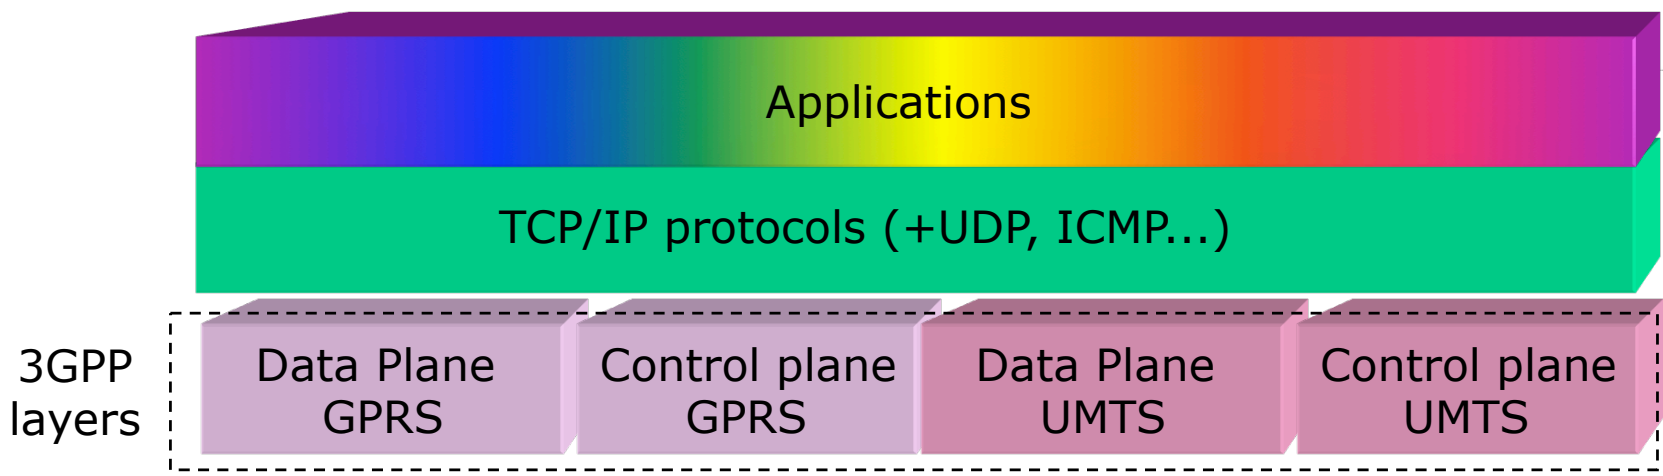 Applications
TCP/IP protocols (+UDP, ICMP...)
3GPP
layers
Data Plane
GPRS
Control plane
GPRS
Data Plane
UMTS
Control plane
UMTS